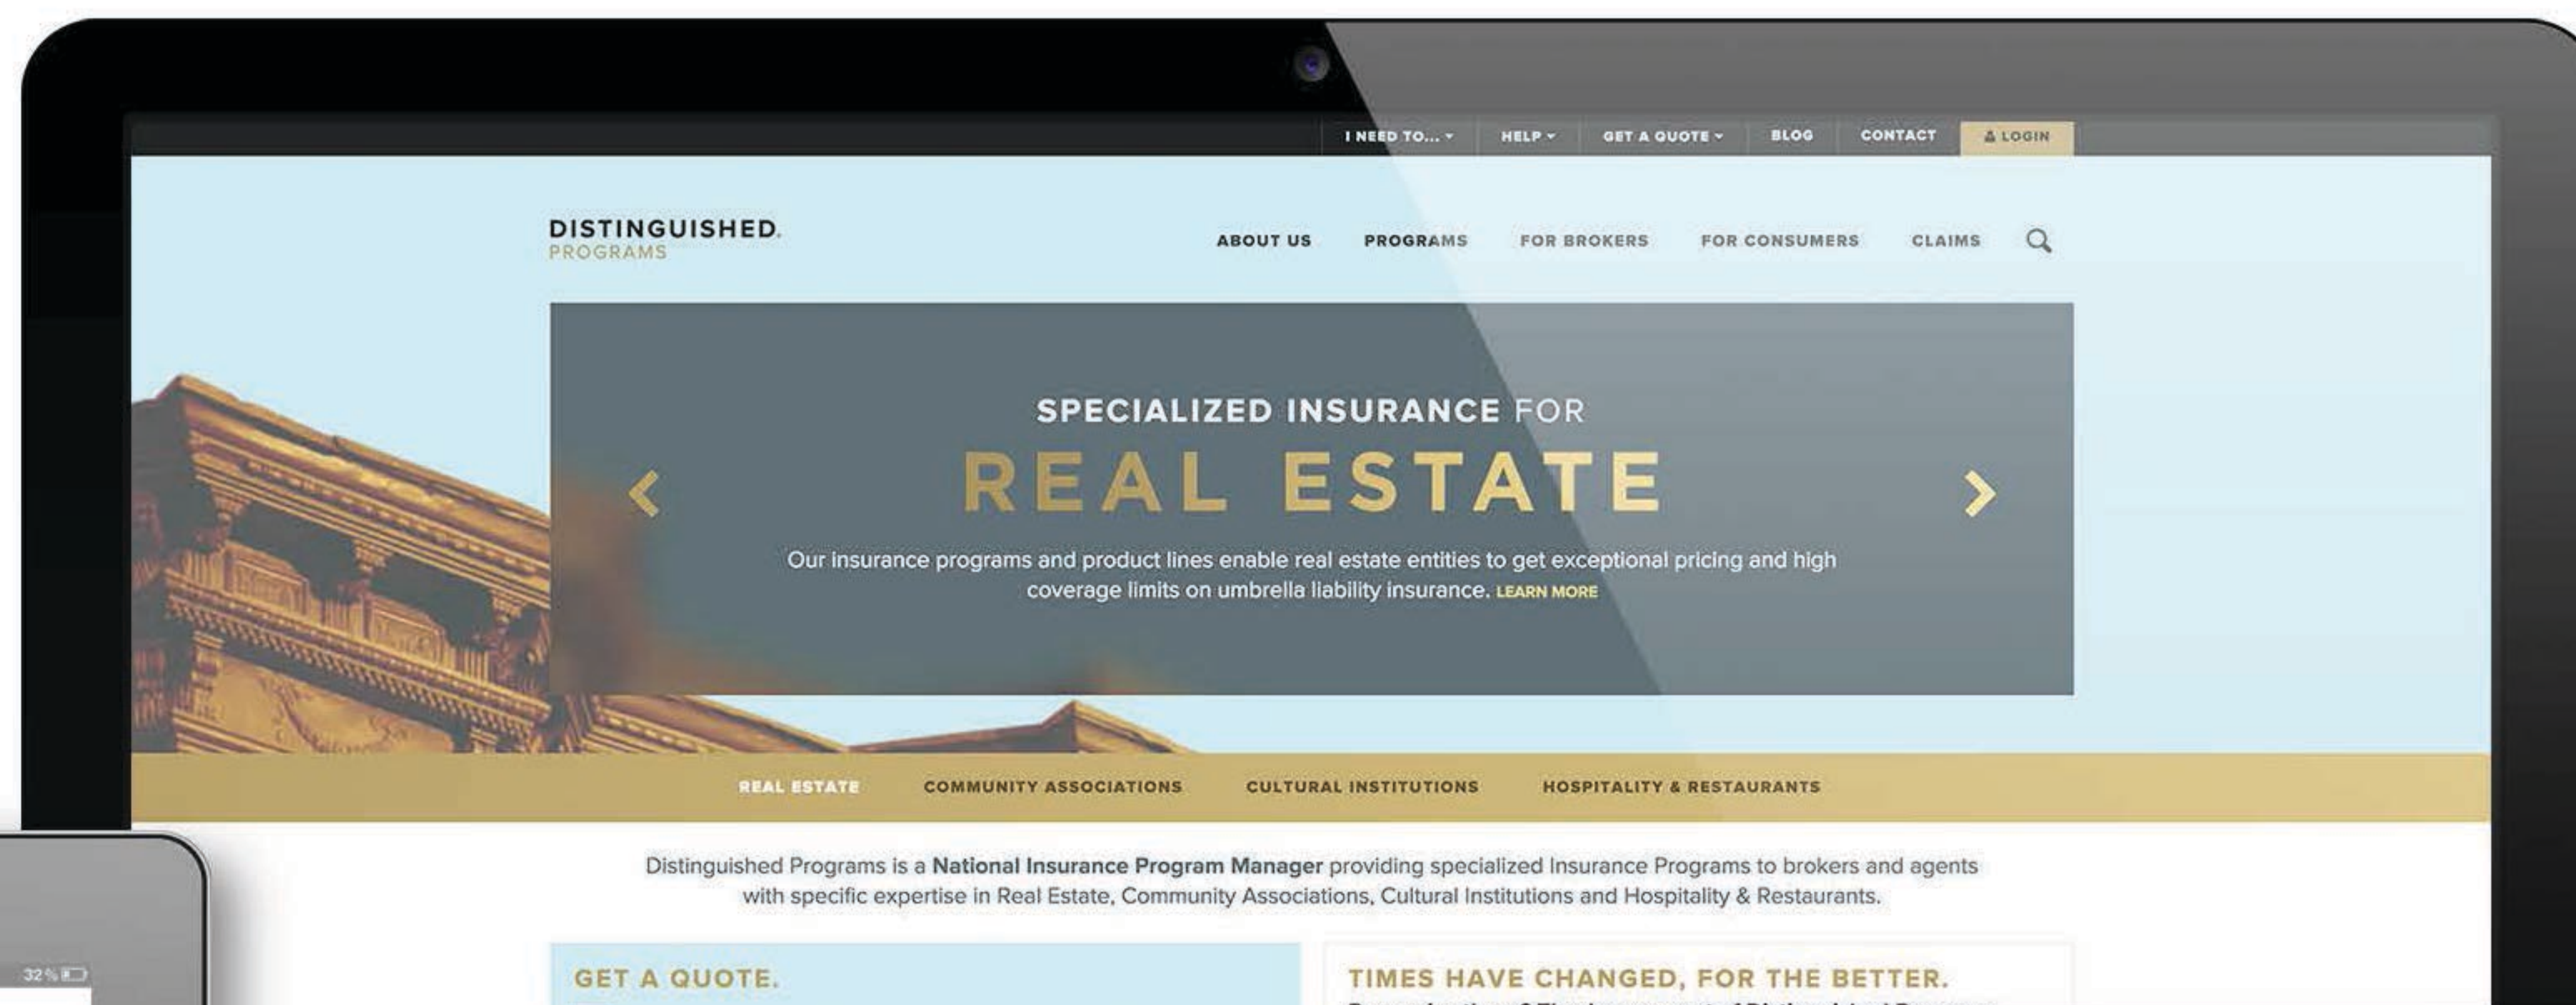 I NEED TO...
HELP
GET A QUOTE
BLOG
CONTACT
LOGIN
DISTINGUISHED.
PROGRAMS
ABOUT US
PROGRAMS
FOR BROKERS
FOR CONSUMERS
CLAIMS
SPECIALIZED INSURANCE FOR
REAL ESTATE
Our insurance programs and product lines enable real estate entities to get exceptional pricing and high
coverage limits on umbrella liability insurance. LEARN MORE
REAL ESTATE
COMMUNITY ASSOCIATIONS
CULTURAL INSTITUTIONS
HOSPITALITY & RESTAURANTS
Distinguished Programs is a National Insurance Program Manager providing specialized Insurance Programs to brokers and agents
with specific expertise in Real Estate, Community Associations, Cultural Institutions and Hospitality & Restaurants.
32%
GET A QUOTE.
TIMES HAVE CHANGED, FOR THE BETTER.